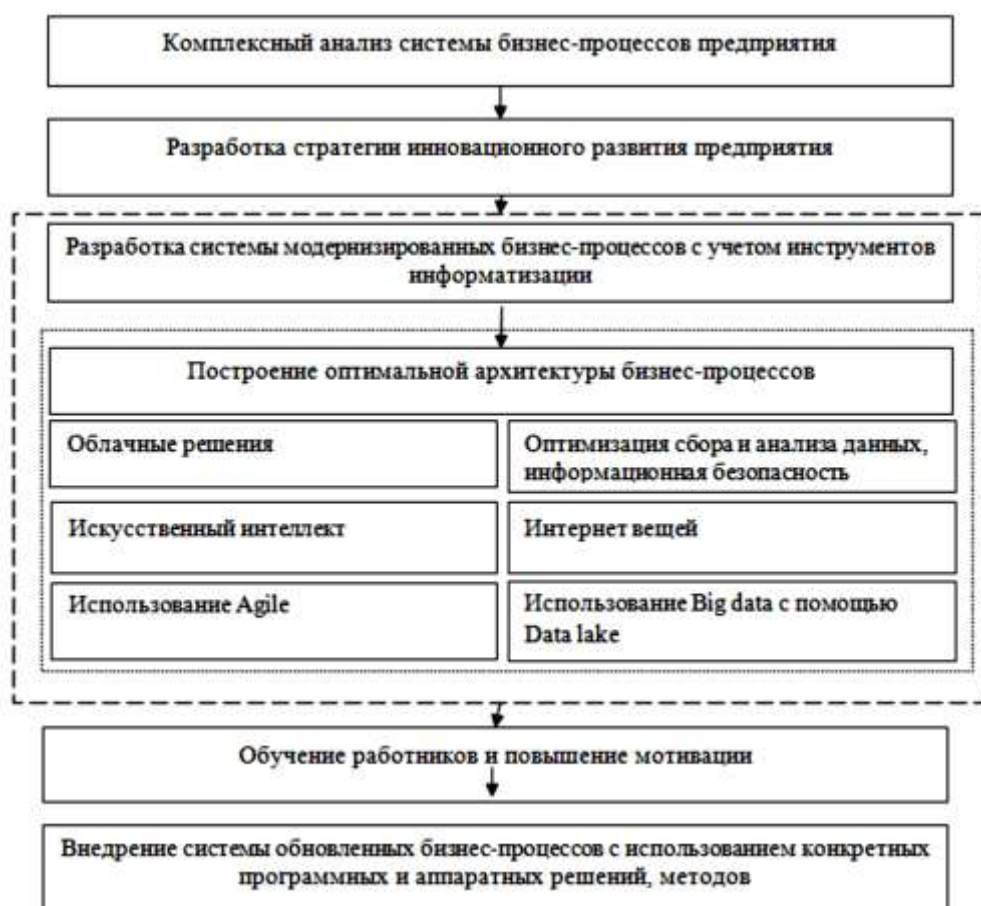 Комплексный анализ системы бизнес-процессов предприятия
Разработка стратегии инновационного развития предприятия
Разработка системы модернизированных бизнес-процессов с учетом инструментов
информатизации
Построение оптимальной архитектуры бизнес-процессов
Облачные решения
Оптимизация сбора и анализа данных,
информационная безопасность
Искусственный интеллект
Интернет вещей
Использование Agile
Использование Big data с помощью
Data lake
Обучение работников и повышение мотивации
Внедрение системы обновленных бизнес-процессов с использованием конкретных
программных и аппаратных решений, методов